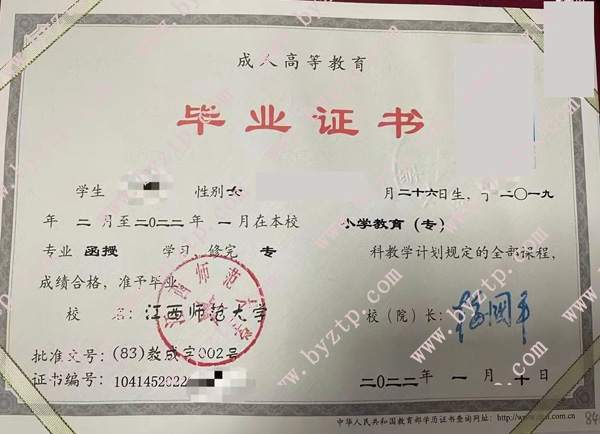 成人高等教育
毕业证书
学生 性别女 月二十六日生，于二〇一九
年 二 月至二〇二二年 一月在本校 小学教育（专）
专业 函授 学习，修完 专 科教学计划规定的全部课程，
成绩合格，准予毕业。
校 名：江西师范大学 校（院）长：
批准文号：(83)教成字002号
证书编号：1041452022
二〇二二年 一 月 十 日
中华人民共和国教育部学历证书查询网址：http://www.chsi.com.cn
www.byztp.com